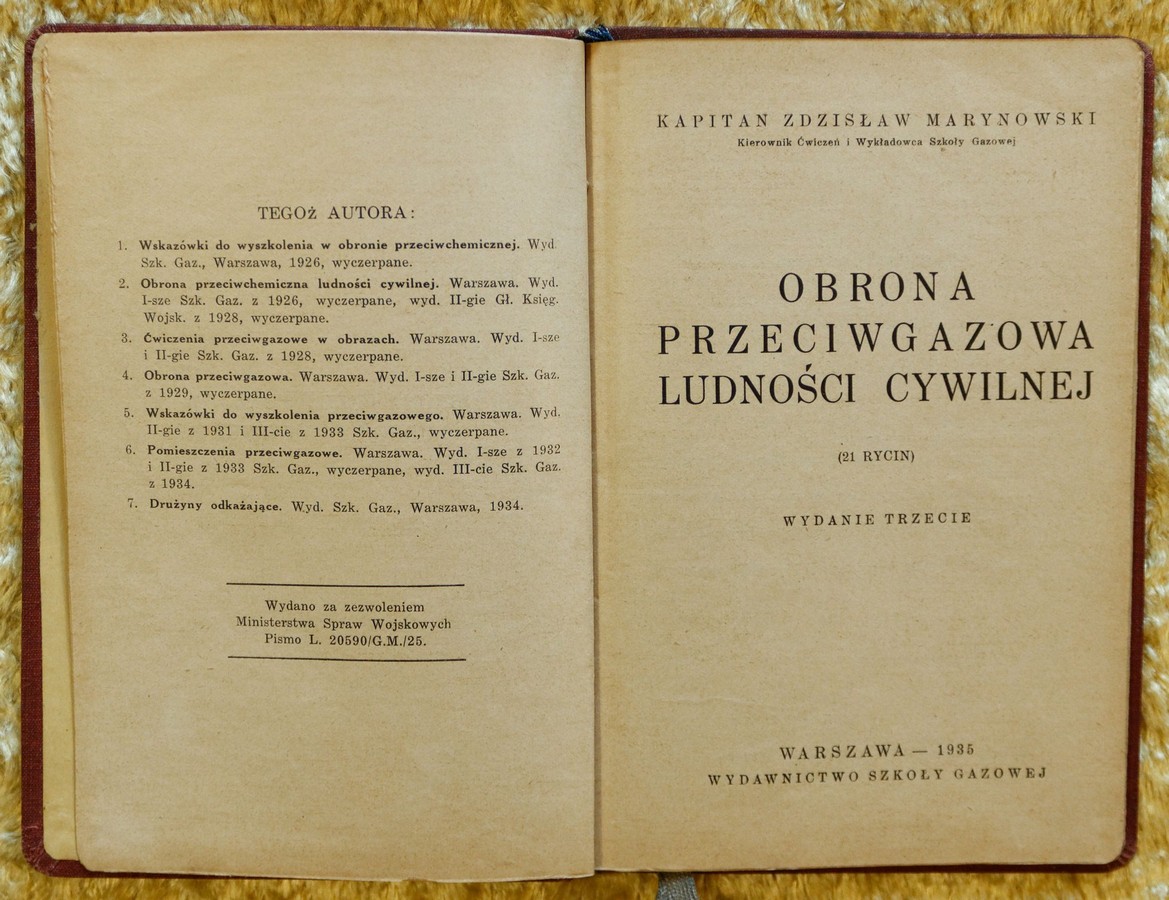 TEGOŻ AUTORA:
1. Wskazówki do wyszkolenia w obronie przeciwchemicznej. Wyd.
Szk. Gaz., Warszawa, 1926, wyczerpane.
2. Obrona przeciwchemiczna ludności cywilnej. Warszawa. Wyd.
I-sze Szk. Gaz. z 1926, wyczerpane, wyd. II-gie Gł. Księg.
Wojsk. z 1928, wyczerpane.
3. Ćwiczenia przeciwgazowe w obrazach. Warszawa. Wyd. I-sze
i II-gie Szk. Gaz. z 1928, wyczerpane.
4. Obrona przeciwgazowa. Warszawa. Wyd. I-sze i II-gie Szk. Gaz.
z 1929, wyczerpane.
5. Wskazówki do wyszkolenia przeciwgazowego. Warszawa. Wyd.
II-gie z 1931 i III-cie z 1933 Szk. Gaz., wyczerpane.
6. Pomieszczenia przeciwgazowe. Warszawa. Wyd. I-sze z 1932
i II-gie z 1933 Szk. Gaz., wyczerpane, wyd. III-cie Szk. Gaz.
z 1934.
7. Drużyny odkażające. Wyd. Szk. Gaz., Warszawa, 1934.
Wydano za zezwoleniem
Ministerstwa Spraw Wojskowych
Pismo L. 20590/G.M./25.
KAPITAN ZDZISŁAW MARYNOWSKI
Kierownik Ćwiczeń i Wykładowca Szkoły Gazowej
OBRONA
PRZECIWGAZOWA
LUDNOŚCI CYWILNEJ
(21 RYCIN)
WYDANIE TRZECIE
WARSZAWA — 1935
WYDAWNICTWO SZKOŁY GAZOWEJ